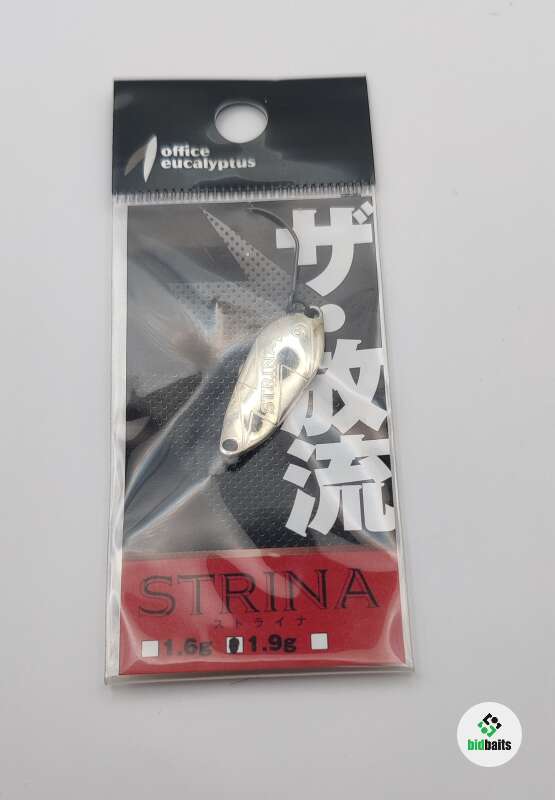 office
eucalyptus
ザ・放流
STRINA
STRINA
ストライナ
1.6g 1.9g
bidbaits